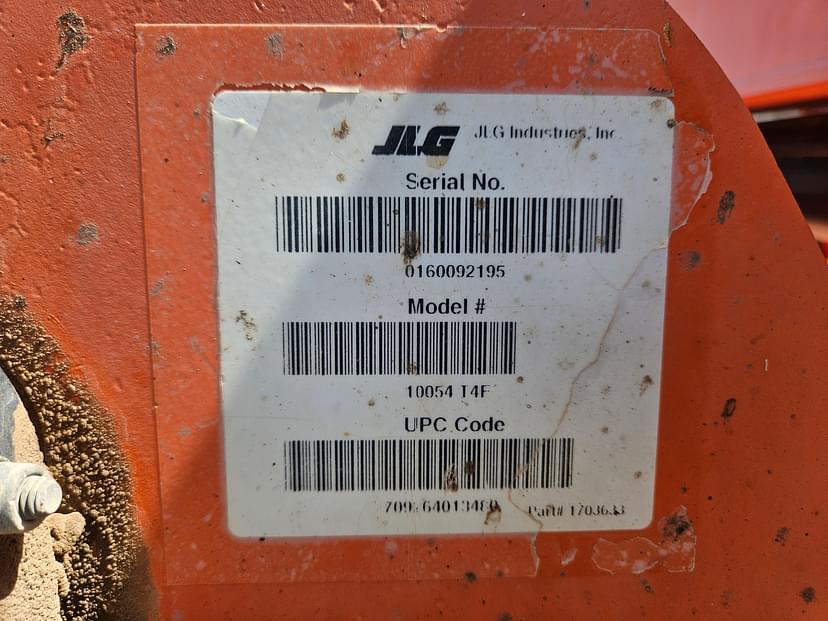 JLG JLG Industries, Inc.
Serial No.
0160092195
Model #
10054 T4F
UPC Code
Part# 1703633